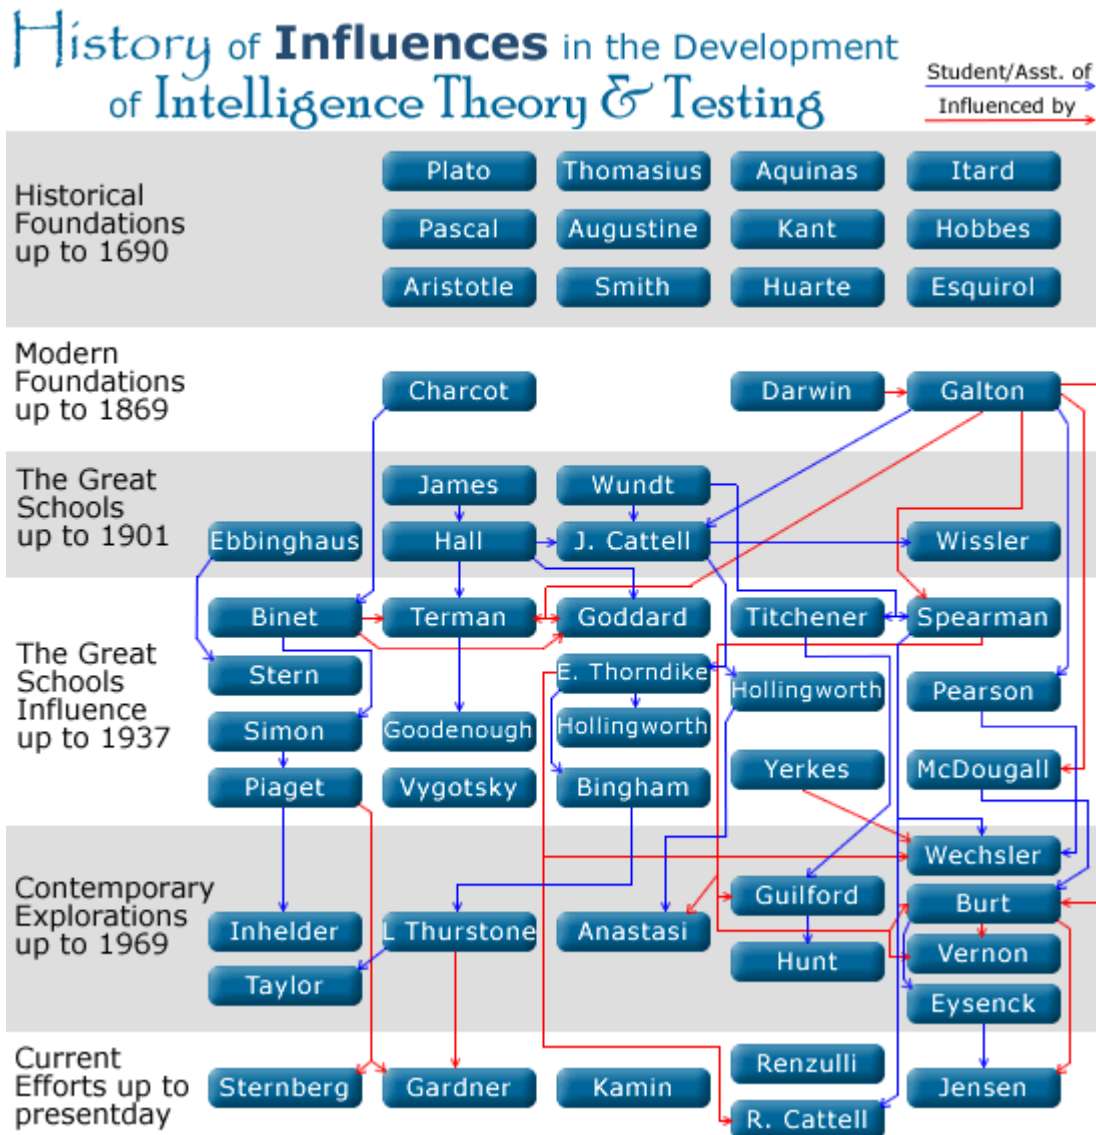 History of Influences in the Development
of Intelligence Theory & Testing
Student/Asst. of
Influenced by
Historical
Foundations
up to 1690
Plato Thomasius Aquinas Itard
Pascal Augustine Kant Hobbes
Aristotle Smith Huarte Esquirol
Modern
Foundations
up to 1869
Charcot Darwin Galton
The Great
Schools
up to 1901
James Wundt
Ebbinghaus Hall J. Cattell Wissler
The Great
Schools
Influence
up to 1937
Binet Terman Goddard Titchener Spearman
Stern E. Thorndike Hollingworth Pearson
Simon Goodenough Hollingworth
Piaget Vygotsky Bingham Yerkes McDougall
Contemporary
Explorations
up to 1969
Wechsler
Guilford Burt
Inhelder L Thurstone Anastasi
Hunt Vernon
Taylor Eysenck
Current
Efforts up to
presentday
Renzulli
Sternberg Gardner Kamin Jensen
R. Cattell